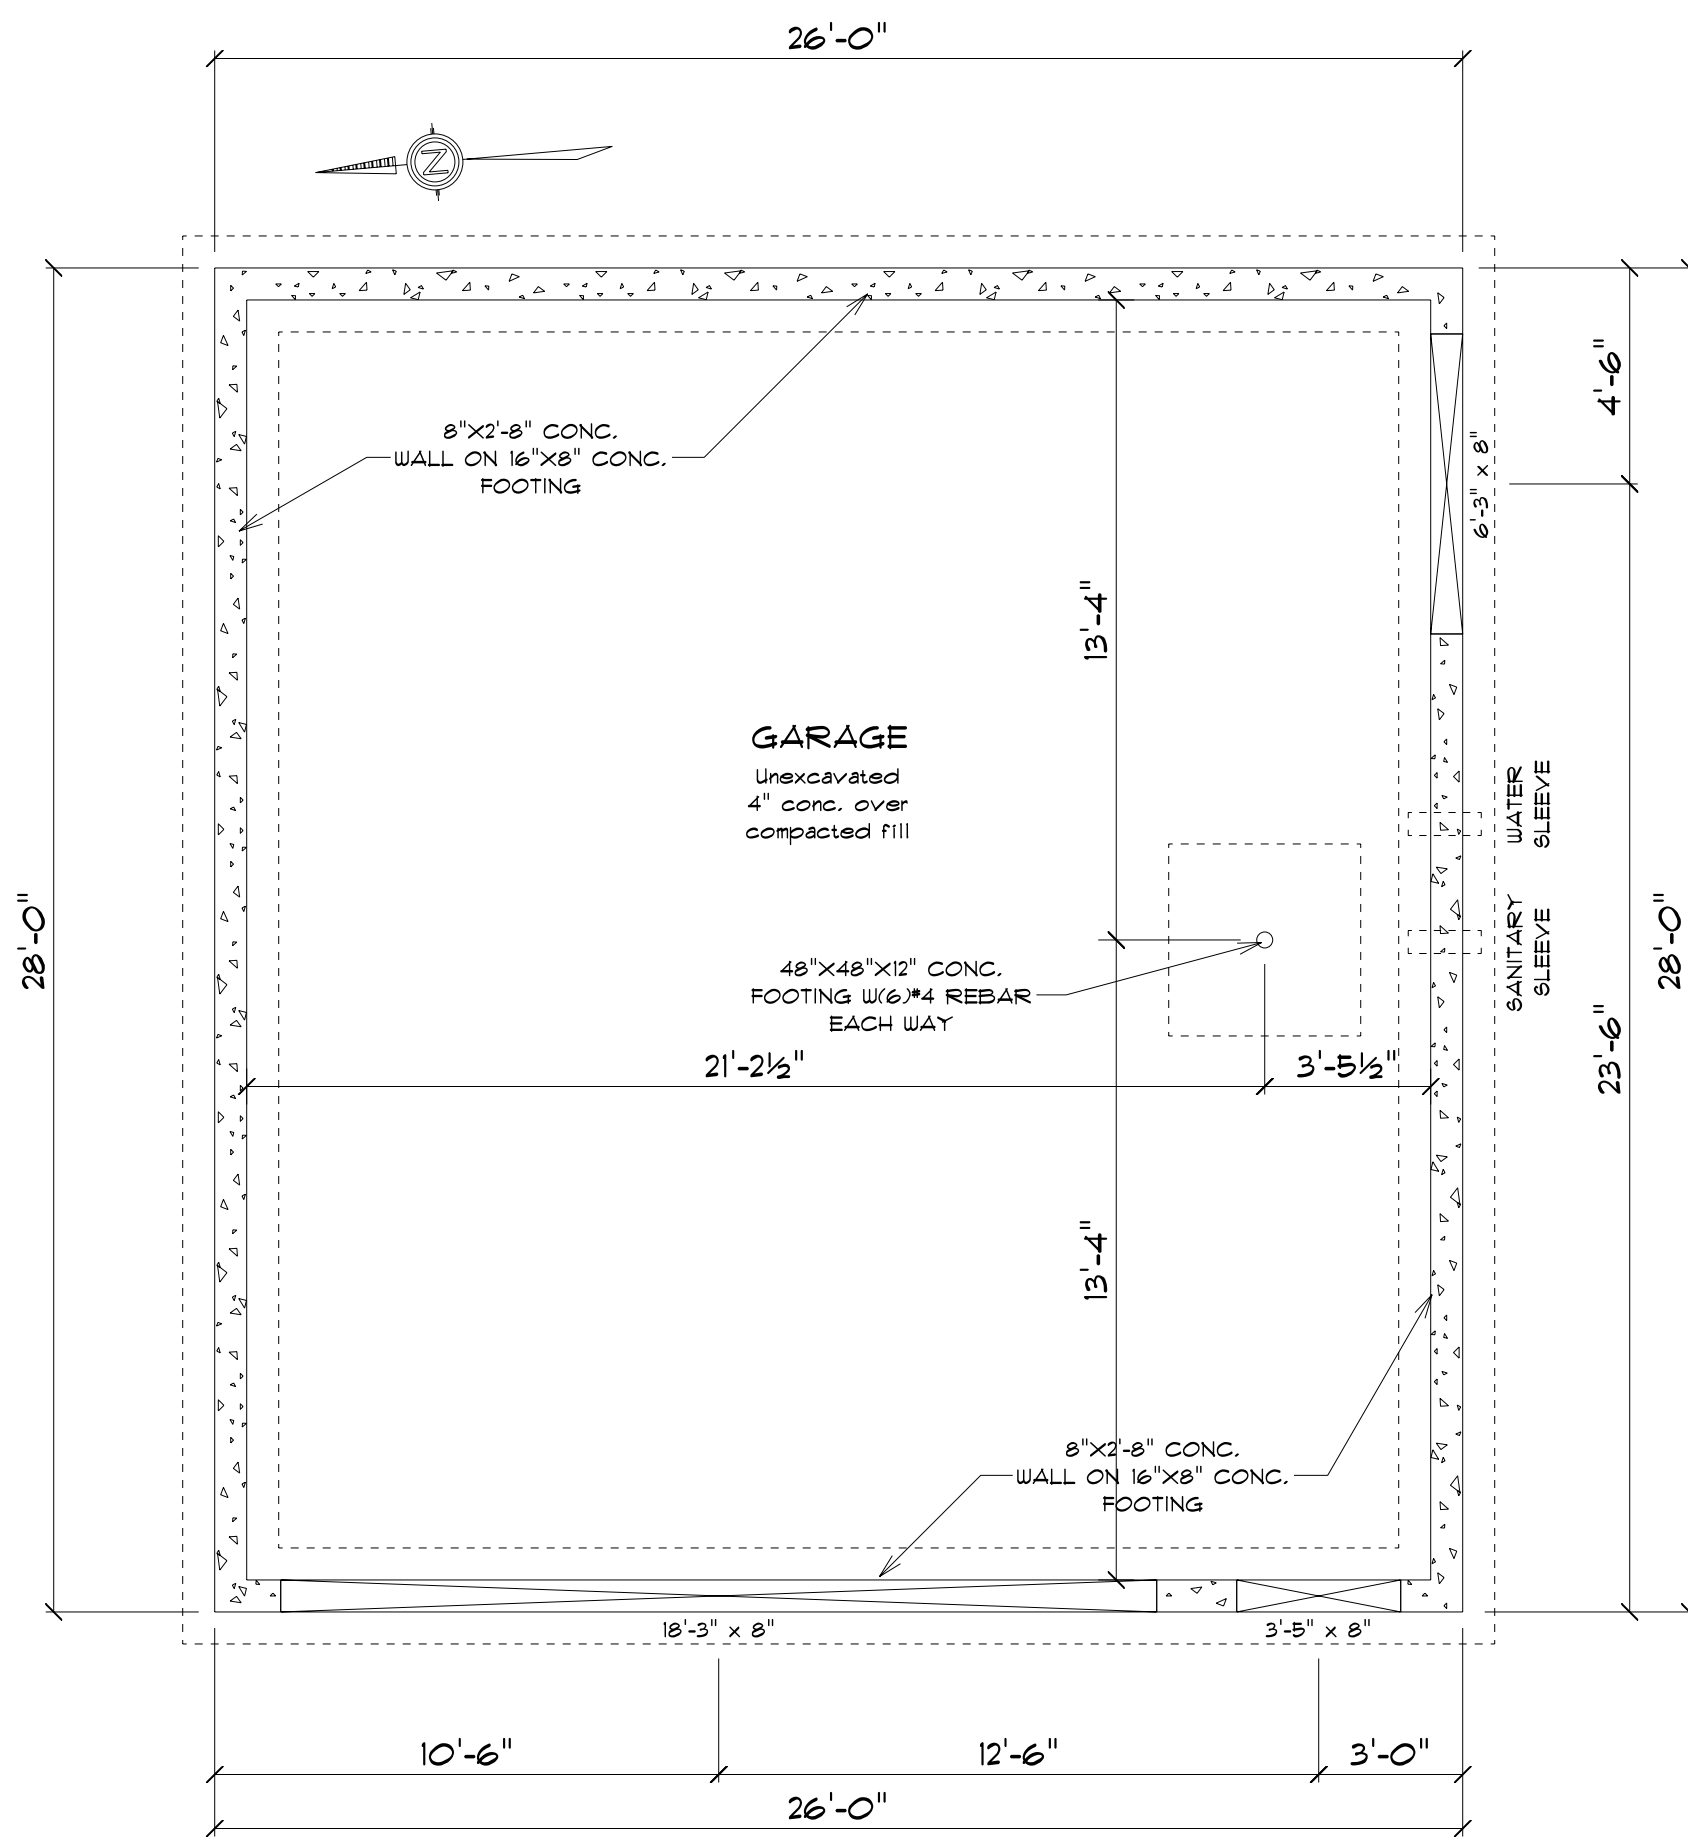 26'-0"
N
8"X2'-8" CONC.
WALL ON 16"X8" CONC.
FOOTING
4'-6"
6'-3" x 8"
13'-4"
GARAGE
Unexcavated
4" conc. over
compacted fill
WATER
SLEEVE
28'-0"
SANITARY
SLEEVE
28'-0"
48"X48"X12" CONC.
FOOTING W(6)#4 REBAR
EACH WAY
23'-6"
21'-2½"
3'-5½"
13'-4"
8"X2'-8" CONC.
WALL ON 16"X8" CONC.
FOOTING
18'-3" x 8"
3'-5" x 8"
10'-6"
12'-6"
3'-0"
26'-0"